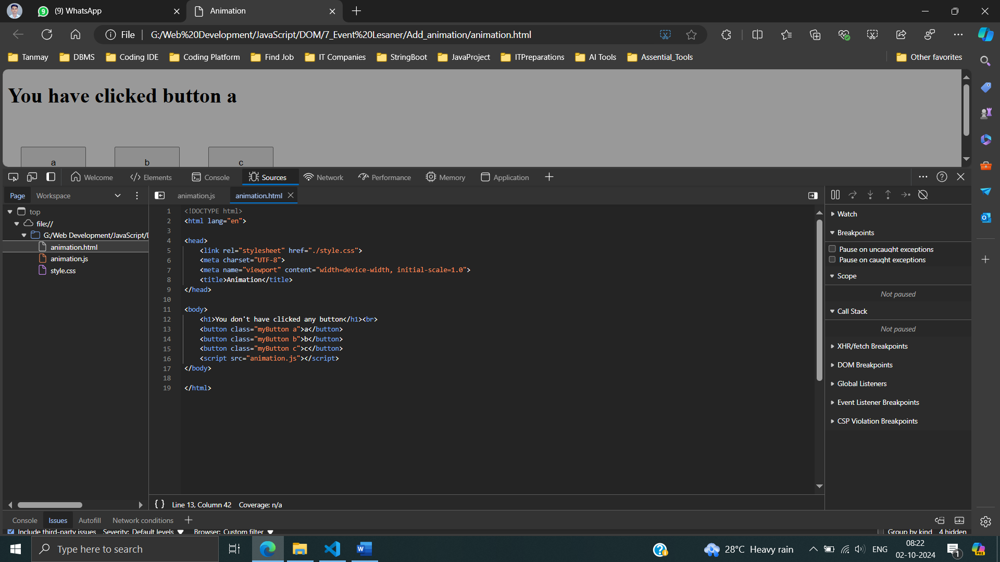 9
(9) WhatsApp
Animation
File
G:/Web%20Development/JavaScript/DOM/7_Event%20Lesaner/Add_animation/animation.html
Tanmay
DBMS
Coding IDE
Coding Platform
Find Job
IT Companies
StringBoot
JavaProject
ITPreparations
AI Tools
Assential_Tools
Other favorites
You have clicked button a
a
b
c
Welcome
Elements
Console
Sources
Network
Performance
Memory
Application
Page
Workspace
animation.js
animation.html
top
file://
G:/Web Development/JavaScript/D
animation.html
animation.js
style.css
1 <!DOCTYPE html>
2 <html lang="en">
3
4 <head>
5 <link rel="stylesheet" href="./style.css">
6 <meta charset="UTF-8">
7 <meta name="viewport" content="width=device-width, initial-scale=1.0">
8 <title>Animation</title>
9 </head>
10
11 <body>
12 <h1>You don't have clicked any button</h1><br>
13 <button class="myButton a">a</button>
14 <button class="myButton b">b</button>
15 <button class="myButton c">c</button>
16 <script src="animation.js"></script>
17 </body>
18
19 </html>
{ } Line 13, Column 42 Coverage: n/a
Watch
Breakpoints
Pause on uncaught exceptions
Pause on caught exceptions
Scope
Not paused
Call Stack
Not paused
XHR/fetch Breakpoints
DOM Breakpoints
Global Listeners
Event Listener Breakpoints
CSP Violation Breakpoints
Console
Issues
Autofill
Network conditions
Include third-party issues
Severity: Default levels
Browser: Custom filter
Group by kind
4 hidden
Type here to search
28°C Heavy rain
ENG
08:22
02-10-2024
1
PRE